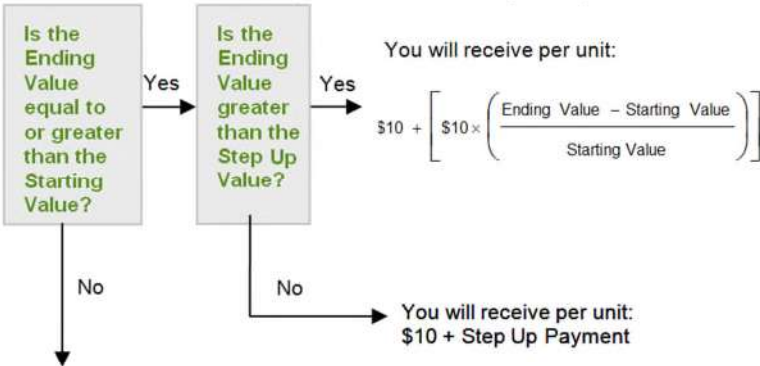 Is the
Ending
Value
equal to
or greater
than the
Starting
Value?
Yes
Is the
Ending
Value
greater
than the
Step Up
Value?
Yes
You will receive per unit:
$10 + [ $10 × ( Ending Value – Starting Value
Starting Value ) ]
No
No
You will receive per unit:
$10 + Step Up Payment